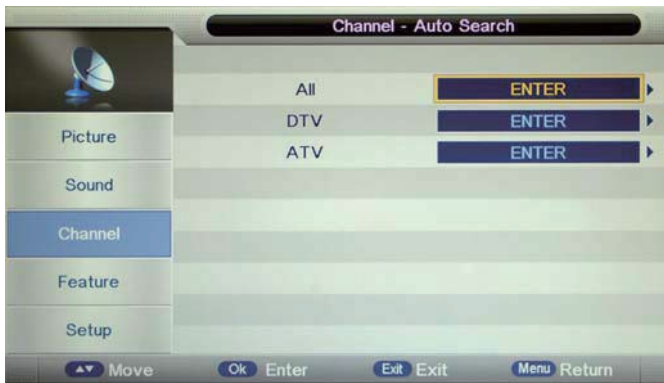 Channel - Auto Search
All ENTER
DTV ENTER
ATV ENTER
Picture
Sound
Channel
Feature
Setup
Move Ok Enter Exit Exit Menu Return